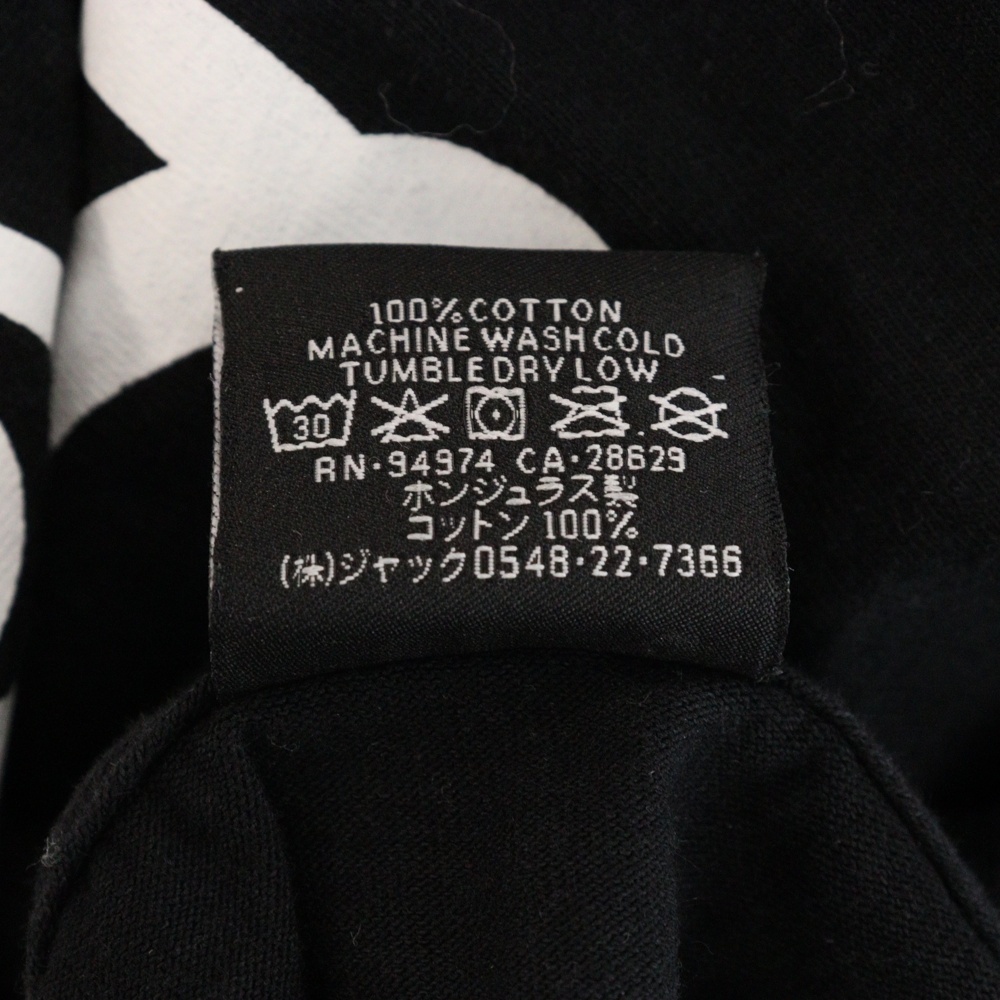 100% COTTON
MACHINE WASH COLD
TUMBLE DRY LOW
30
RN·94974 CA·28629
ホンジュラス製
コットン 100%
(株)ジャック0548·22·7366